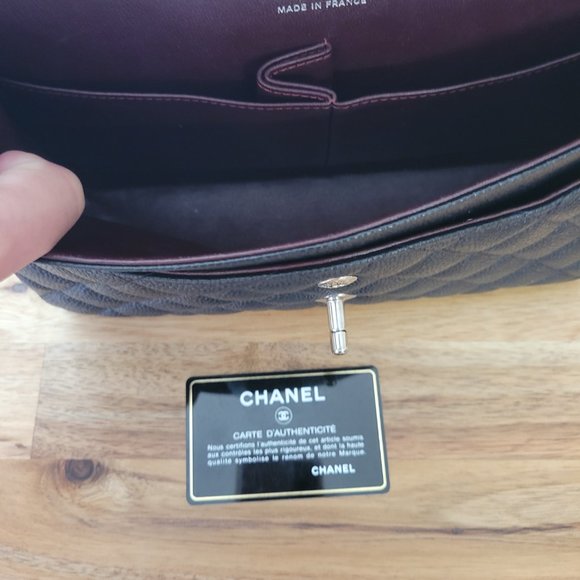 MADE IN FRANCE
CHANEL
CARTE D'AUTHENTICITÉ
Nous certifions l'authenticité de cet article soumis
aux contrôles les plus rigoureux, et dont la haute
qualité symbolise le renom de notre Marque.
CHANEL